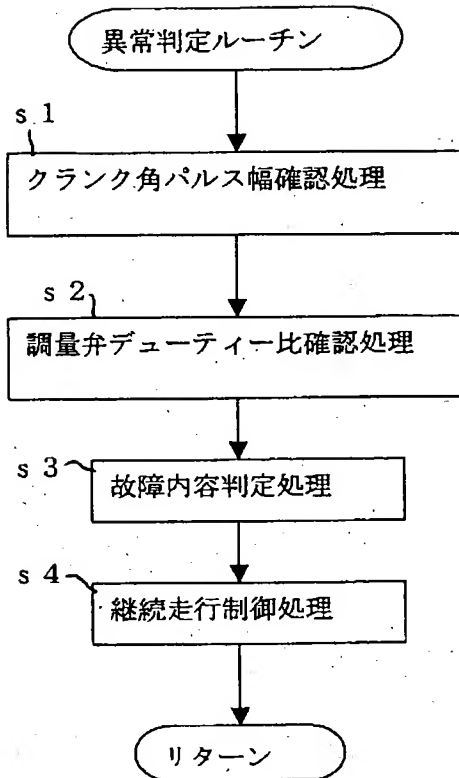 異常判定ルーチン
s 1
クランク角パルス幅確認処理
s 2
調量弁デューティー比確認処理
s 3
故障内容判定処理
s 4
継続走行制御処理
リターン